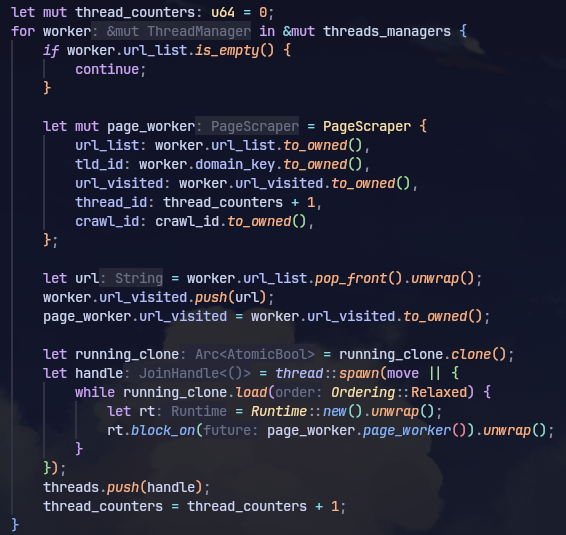 let mut thread_counters: u64 = 0;
for worker: &mut ThreadManager in &mut threads_managers {
    if worker.url_list.is_empty() {
        continue;
    }
    let mut page_worker: PageScraper = PageScraper {
        url_list: worker.url_list.to_owned(),
        tld_id: worker.domain_key.to_owned(),
        url_visited: worker.url_visited.to_owned(),
        thread_id: thread_counters + 1,
        crawl_id: crawl_id.to_owned(),
    };
    let url: String = worker.url_list.pop_front().unwrap();
    worker.url_visited.push(url);
    page_worker.url_visited = worker.url_visited.to_owned();
    let running_clone: Arc<AtomicBool> = running_clone.clone();
    let handle: JoinHandle<()> = thread::spawn(move || {
        while running_clone.load(order: Ordering::Relaxed) {
            let rt: Runtime = Runtime::new().unwrap();
            rt.block_on(future: page_worker.page_worker()).unwrap();
        }
    });
    threads.push(handle);
    thread_counters = thread_counters + 1;
}